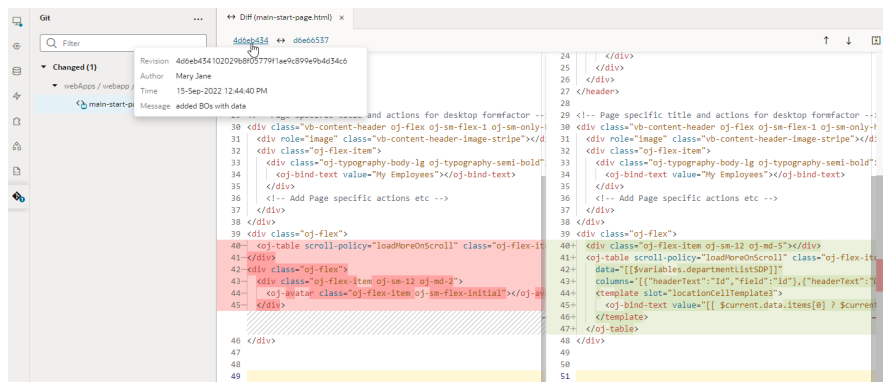 Git
...
Diff (main-start-page.html) ×
Filter
4d6eb434 ↔ d6e66537
Changed (1)
webApps / webapp /
main-start-pa
Revision 4d6eb434102029b8f05779f1ae9c899e9b4d34c6
Author Mary Jane
Time 15-Sep-2022 12:44:40 PM
Message added BOs with data
29 <!-- Page specific title and actions for desktop formfactor --
30 <div class="vb-content-header oj-flex oj-sm-flex-1 oj-sm-only-
31 <div role="image" class="vb-content-header-image-stripe"></di
32 <div class="oj-flex-item">
33 <div class="oj-typography-body-lg oj-typography-semi-bold"
34 <oj-bind-text value="My Employees"></oj-bind-text>
35 </div>
36 <!-- Add Page specific actions etc -->
37 </div>
38 </div>
39 <div class="oj-flex">
40- <oj-table scroll-policy="loadMoreOnScroll" class="oj-flex-it
41- </div>
42- <div class="oj-flex">
43- <div class="oj-flex-item oj-sm-12 oj-md-2">
44- <oj-avatar class="oj-flex-item oj-sm-flex-initial"></oj-av
45- </div>
46 </div>
47
48
49
24 </div>
25 </div>
26 </div>
27 </header>
28
29 <!-- Page specific title and actions for desktop formfactor --
30 <div class="vb-content-header oj-flex oj-sm-flex-1 oj-sm-only-h
31 <div role="image" class="vb-content-header-image-stripe"></di
32 <div class="oj-flex-item">
33 <div class="oj-typography-body-lg oj-typography-semi-bold">
34 <oj-bind-text value="My Employees"></oj-bind-text>
35 </div>
36 <!-- Add Page specific actions etc -->
37 </div>
38 </div>
39 <div class="oj-flex">
40+ <div class="oj-flex-item oj-sm-12 oj-md-5"></div>
41+ <oj-table scroll-policy="loadMoreOnScroll" class="oj-flex-ite
42+ data="[[$variables.departmentListSDP]]"
43+ columns='[{"headerText":"Id","field":"id"},{"headerText":"
44+ <template slot="locationCellTemplate3">
45+ <oj-bind-text value="[[ $current.data.items[0] ? $current
46+ </template>
47+ </oj-table>
48 </div>
49
50
51